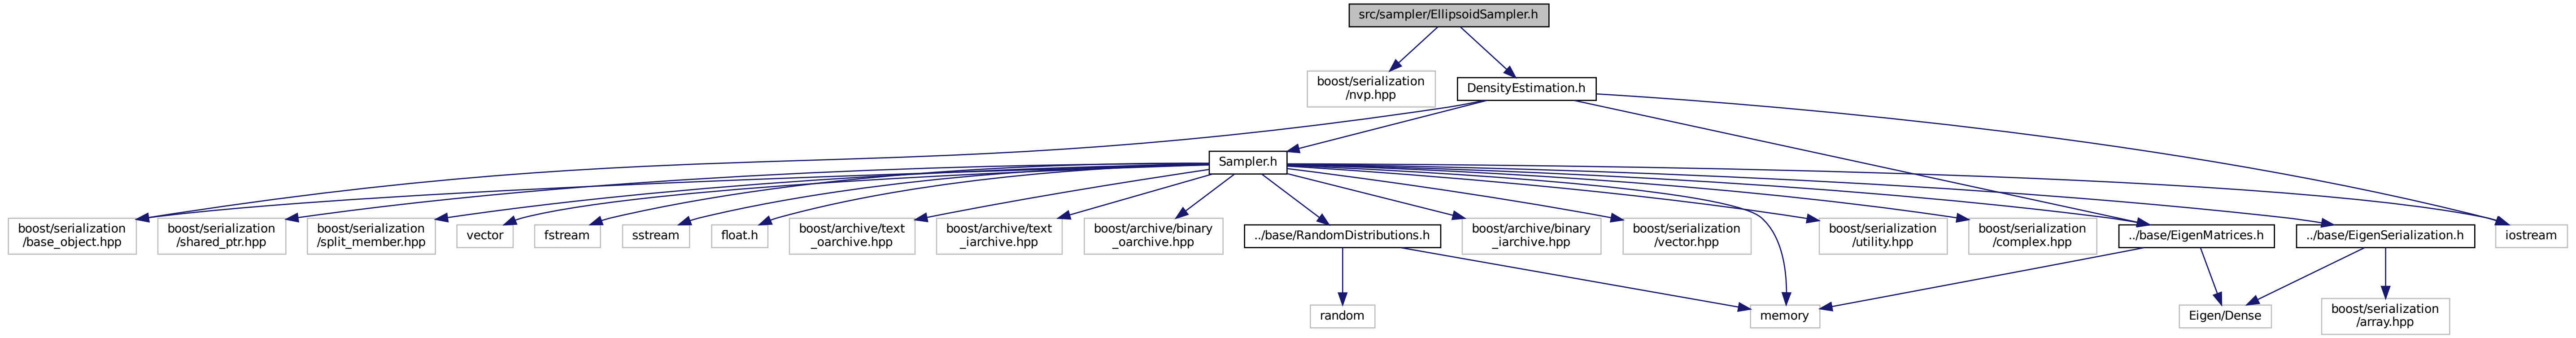 src/sampler/EllipsoidSampler.h
boost/serialization
/nvp.hpp
DensityEstimation.h
Sampler.h
boost/serialization
/base_object.hpp
boost/serialization
/shared_ptr.hpp
boost/serialization
/split_member.hpp
vector
fstream
sstream
float.h
boost/archive/text
_oarchive.hpp
boost/archive/text
_iarchive.hpp
boost/archive/binary
_oarchive.hpp
../base/RandomDistributions.h
boost/archive/binary
_iarchive.hpp
boost/serialization
/vector.hpp
boost/serialization
/utility.hpp
boost/serialization
/complex.hpp
../base/EigenMatrices.h
../base/EigenSerialization.h
iostream
random
memory
Eigen/Dense
boost/serialization
/array.hpp